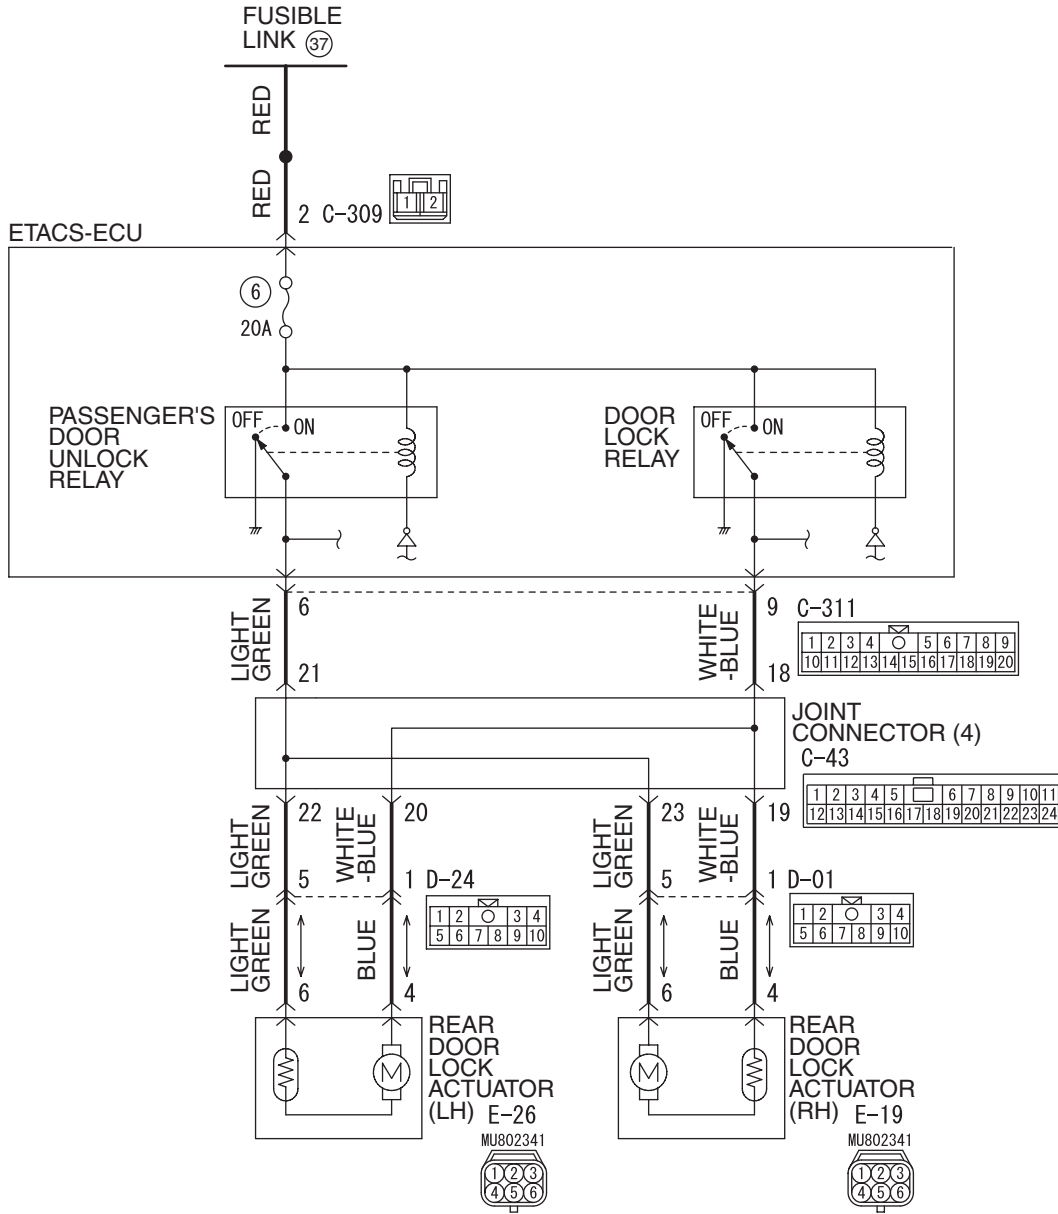 FUSIBLE
LINK 37
RED
RED
2 C-309
1 2
ETACS-ECU
6
20A
PASSENGER'S
DOOR
UNLOCK
RELAY
OFF
ON
DOOR
LOCK
RELAY
OFF
ON
LIGHT
GREEN
6
21
WHITE
-BLUE
9
18
C-311
1 2 3 4 5 6 7 8 9
10 11 12 13 14 15 16 17 18 19 20
JOINT
CONNECTOR (4)
C-43
1 2 3 4 5 6 7 8 9 10 11
12 13 14 15 16 17 18 19 20 21 22 23 24
LIGHT
GREEN
22
WHITE
-BLUE
20
LIGHT
GREEN
23
WHITE
-BLUE
19
5
1 D-24
1 2 3 4
5 6 7 8 9 10
5
1 D-01
1 2 3 4
5 6 7 8 9 10
LIGHT
GREEN
6
BLUE
4
LIGHT
GREEN
6
BLUE
4
M
REAR
DOOR
LOCK
ACTUATOR
(LH) E-26
MU802341
1 2 3
4 5 6
M
REAR
DOOR
LOCK
ACTUATOR
(RH) E-19
MU802341
1 2 3
4 5 6